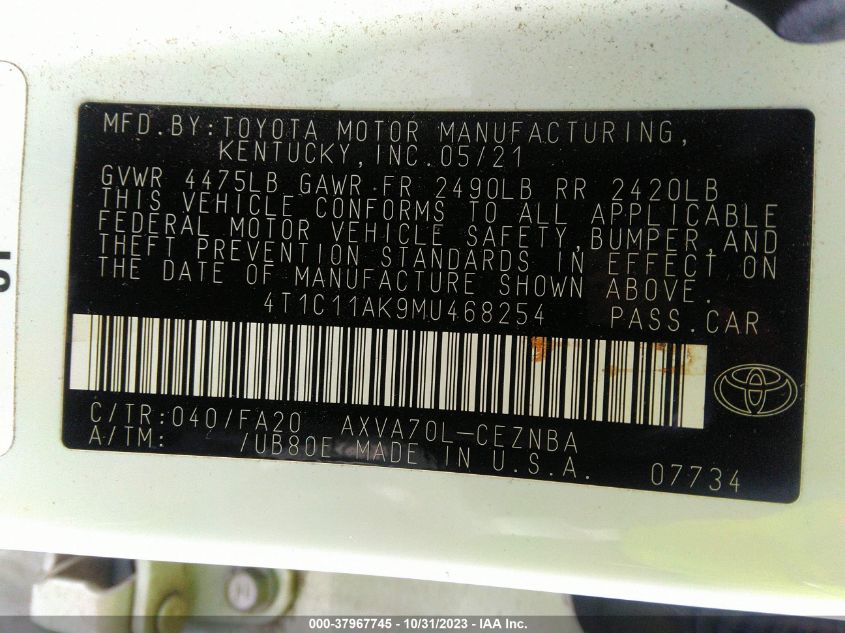 MFD.BY:TOYOTA MOTOR MANUFACTURING,
KENTUCKY,INC.05/21
GVWR 4475LB GAWR FR 2490LB RR 2420LB
THIS VEHICLE CONFORMS TO ALL APPLICABLE
FEDERAL MOTOR VEHICLE SAFETY,BUMPER,AND
THEFT PREVENTION STANDARDS IN EFFECT ON
THE DATE OF MANUFACTURE SHOWN ABOVE.
4T1C11AK9MU468254 PASS.CAR
C/TR:040/FA20 AXVA70L-CEZNBA
A/TM: /UB80E MADE IN U.S.A. 07734
000-37967745 - 10/31/2023 - IAA Inc.